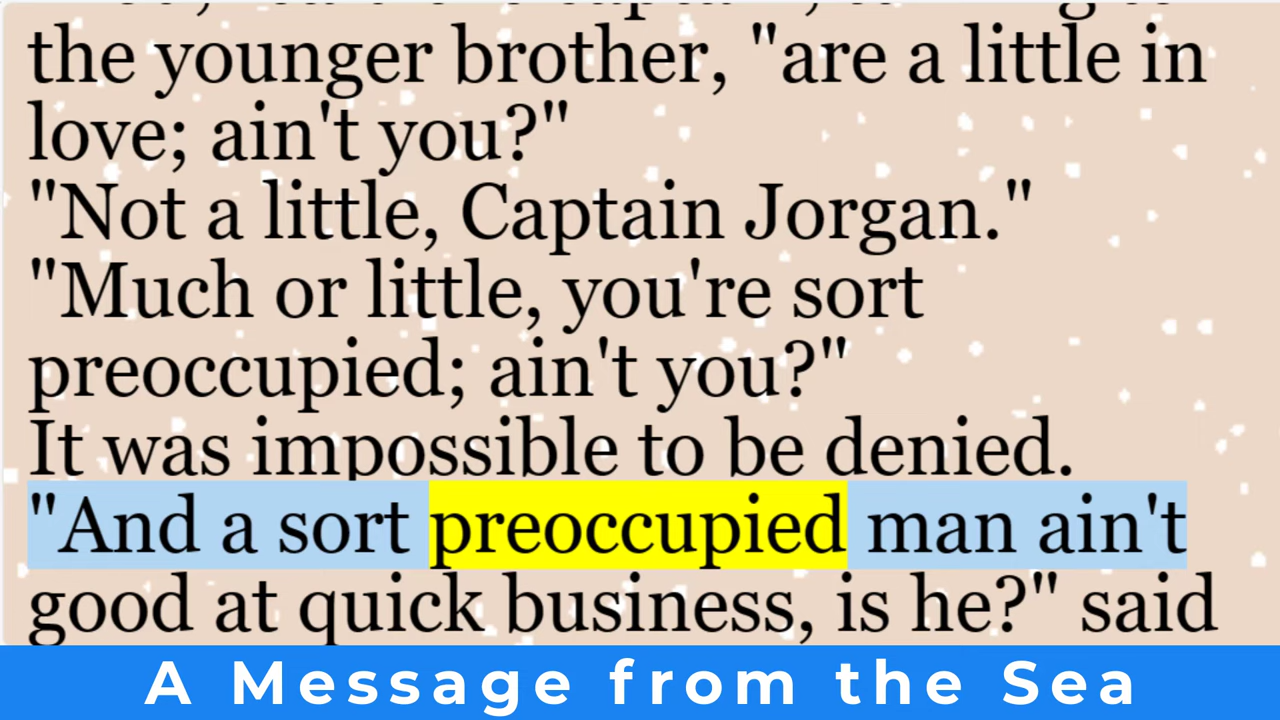 the younger brother, "are a little in
love; ain't you?"
"Not a little, Captain Jorgan."
"Much or little, you're sort
preoccupied; ain't you?"
It was impossible to be denied.
"And a sort preoccupied man ain't
good at quick business, is he?" said
A Message from the Sea